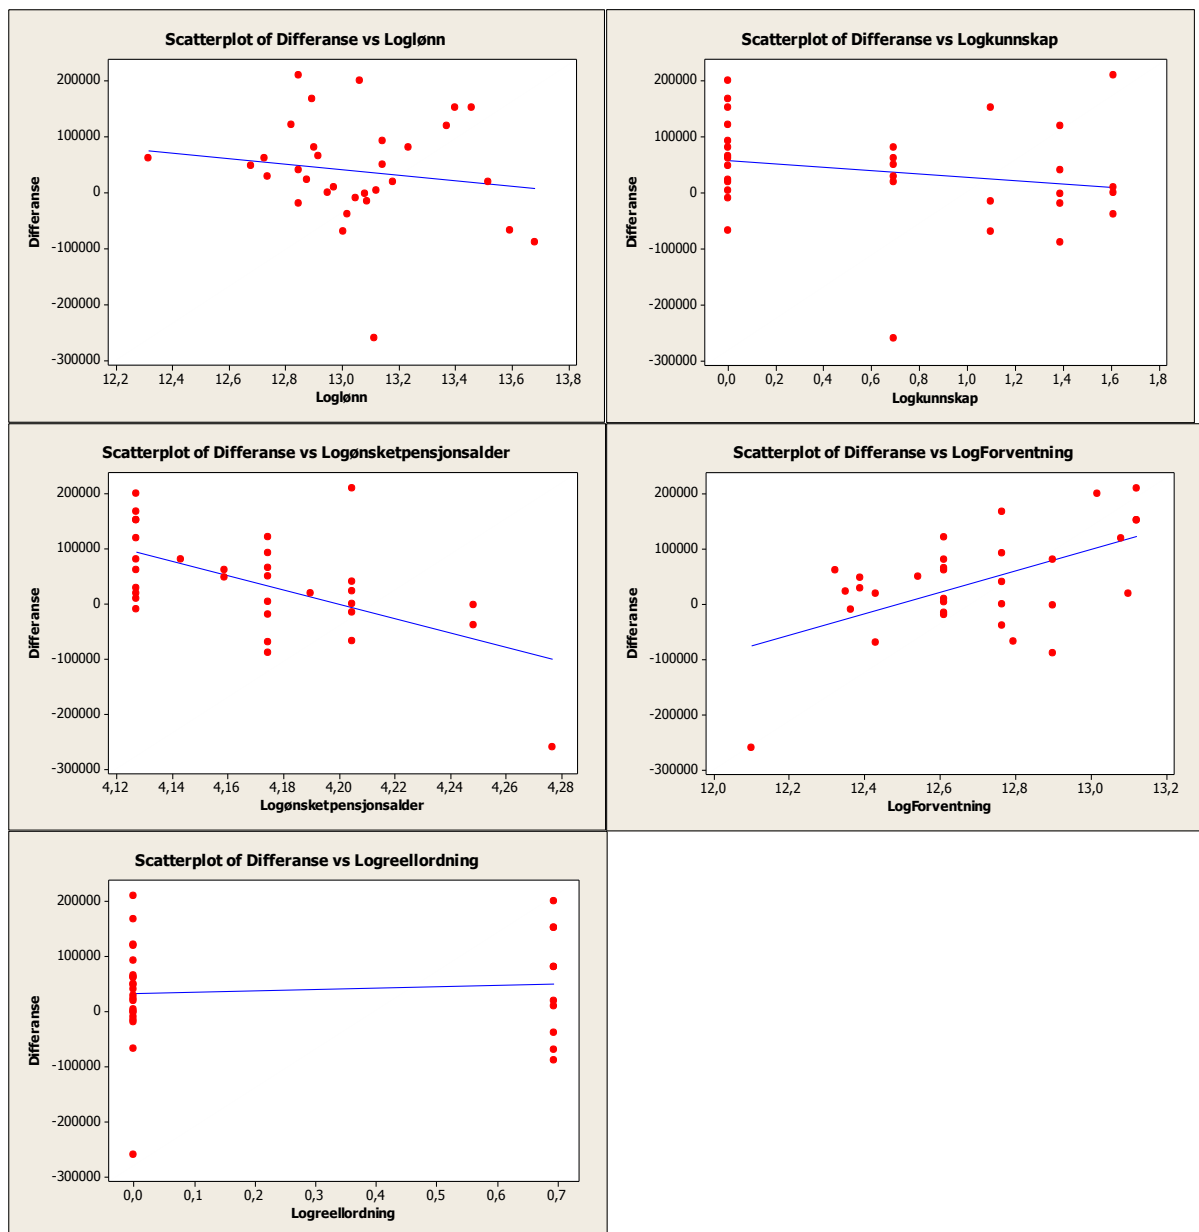 Scatterplot of Differanse vs Loglønn
200000
100000
0
-100000
-200000
-300000
Differanse
12,2 12,4 12,6 12,8 13,0 13,2 13,4 13,6 13,8
Loglønn
Scatterplot of Differanse vs Logkunnskap
200000
100000
0
-100000
-200000
-300000
Differanse
0,0 0,2 0,4 0,6 0,8 1,0 1,2 1,4 1,6 1,8
Logkunnskap
Scatterplot of Differanse vs Logønsketpensjonsalder
200000
100000
0
-100000
-200000
-300000
Differanse
4,12 4,14 4,16 4,18 4,20 4,22 4,24 4,26 4,28
Logønsketpensjonsalder
Scatterplot of Differanse vs LogForventning
200000
100000
0
-100000
-200000
-300000
Differanse
12,0 12,2 12,4 12,6 12,8 13,0 13,2
LogForventning
Scatterplot of Differanse vs Logreellordning
200000
100000
0
-100000
-200000
-300000
Differanse
0,0 0,1 0,2 0,3 0,4 0,5 0,6 0,7
Logreellordning